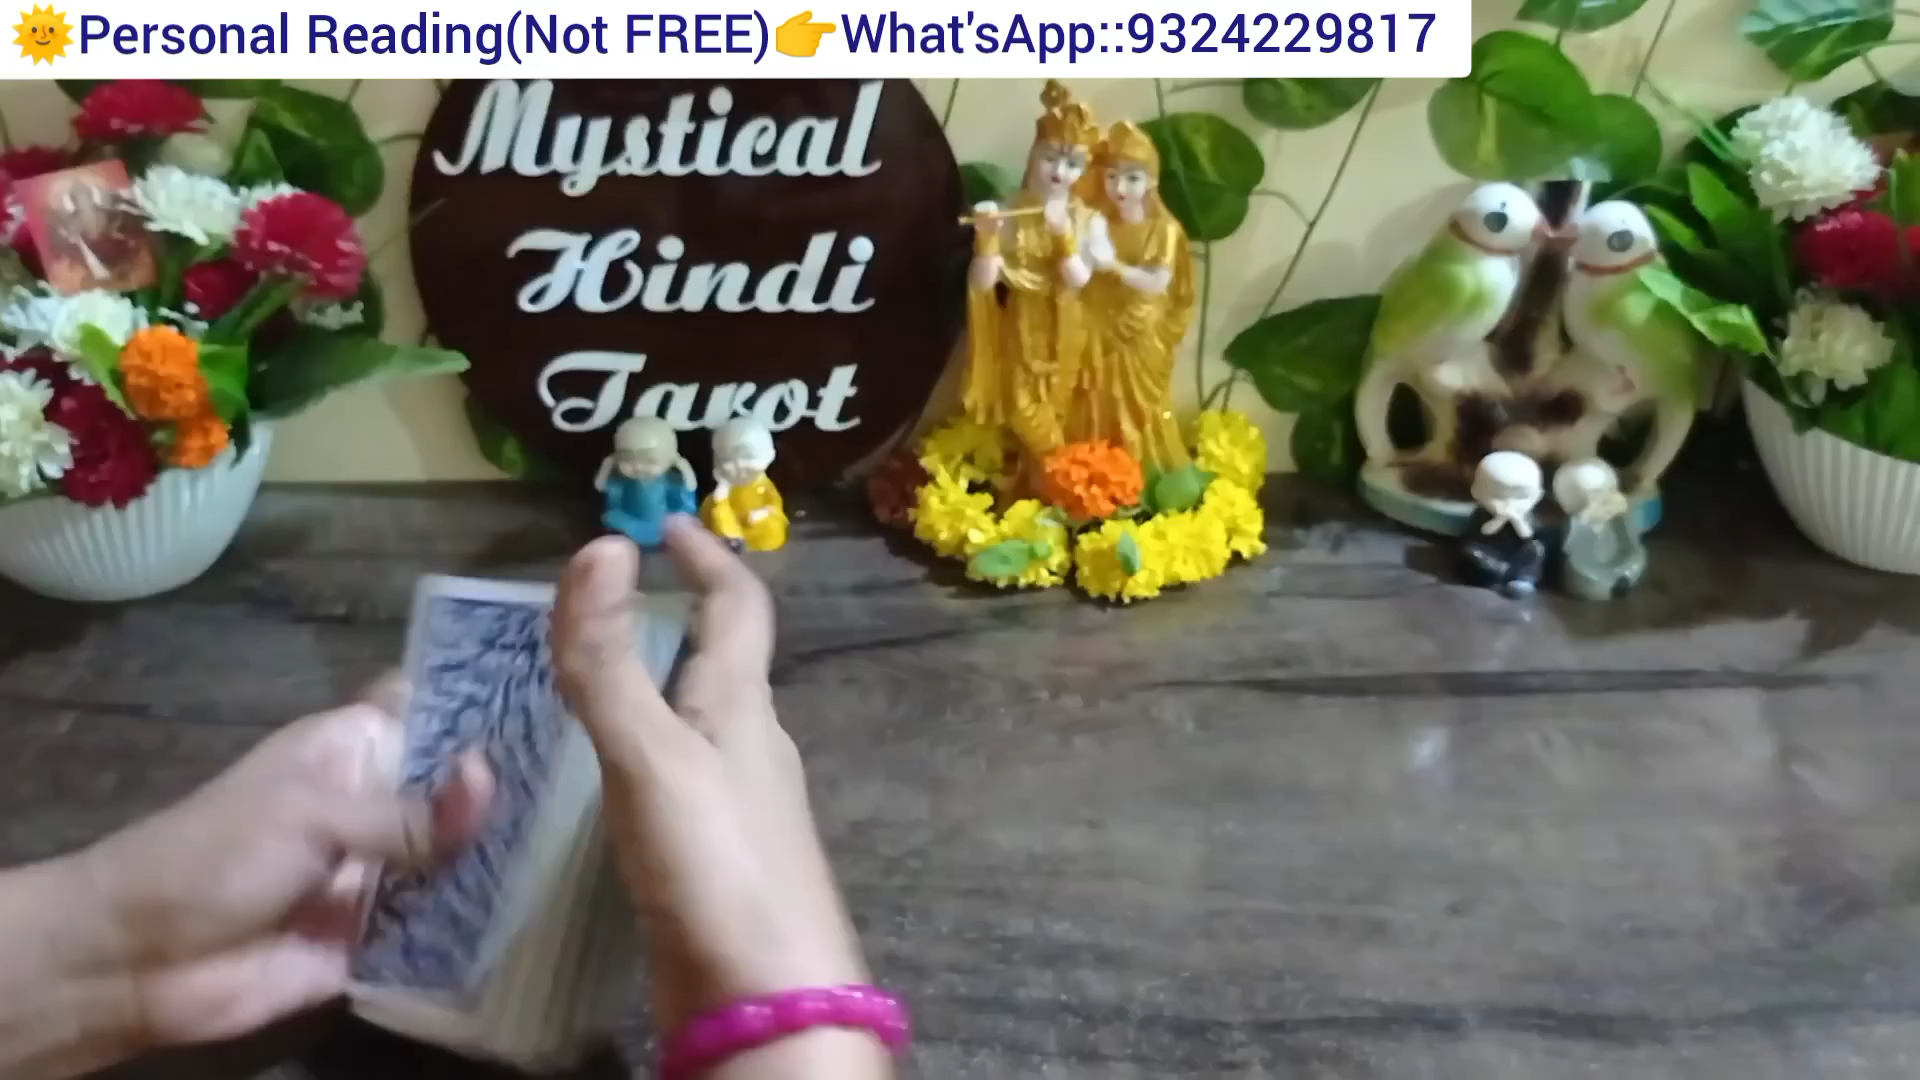 🌞Personal Reading(Not FREE)👉What'sApp::9324229817
Mystical
Hindi
Tarot